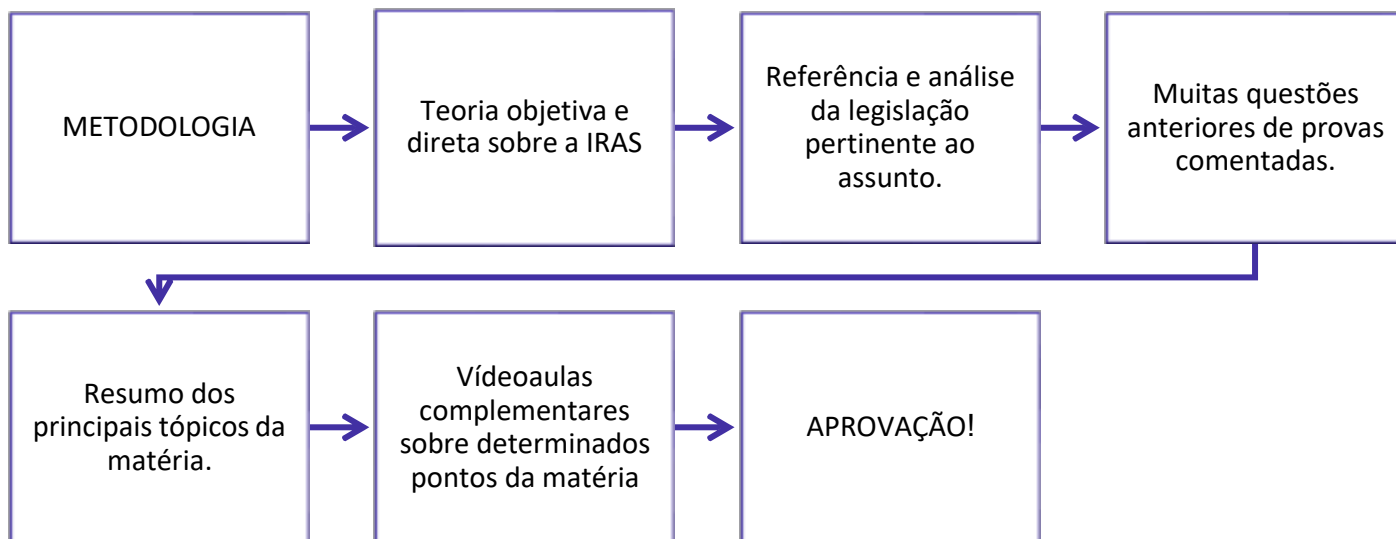 METODOLOGIA
Teoria objetiva e
direta sobre a IRAS
Referência e análise
da legislação
pertinente ao
assunto.
Muitas questões
anteriores de provas
comentadas.
Resumo dos
principais tópicos da
matéria.
Vídeoaulas
complementares
sobre determinados
pontos da matéria
APROVAÇÃO!